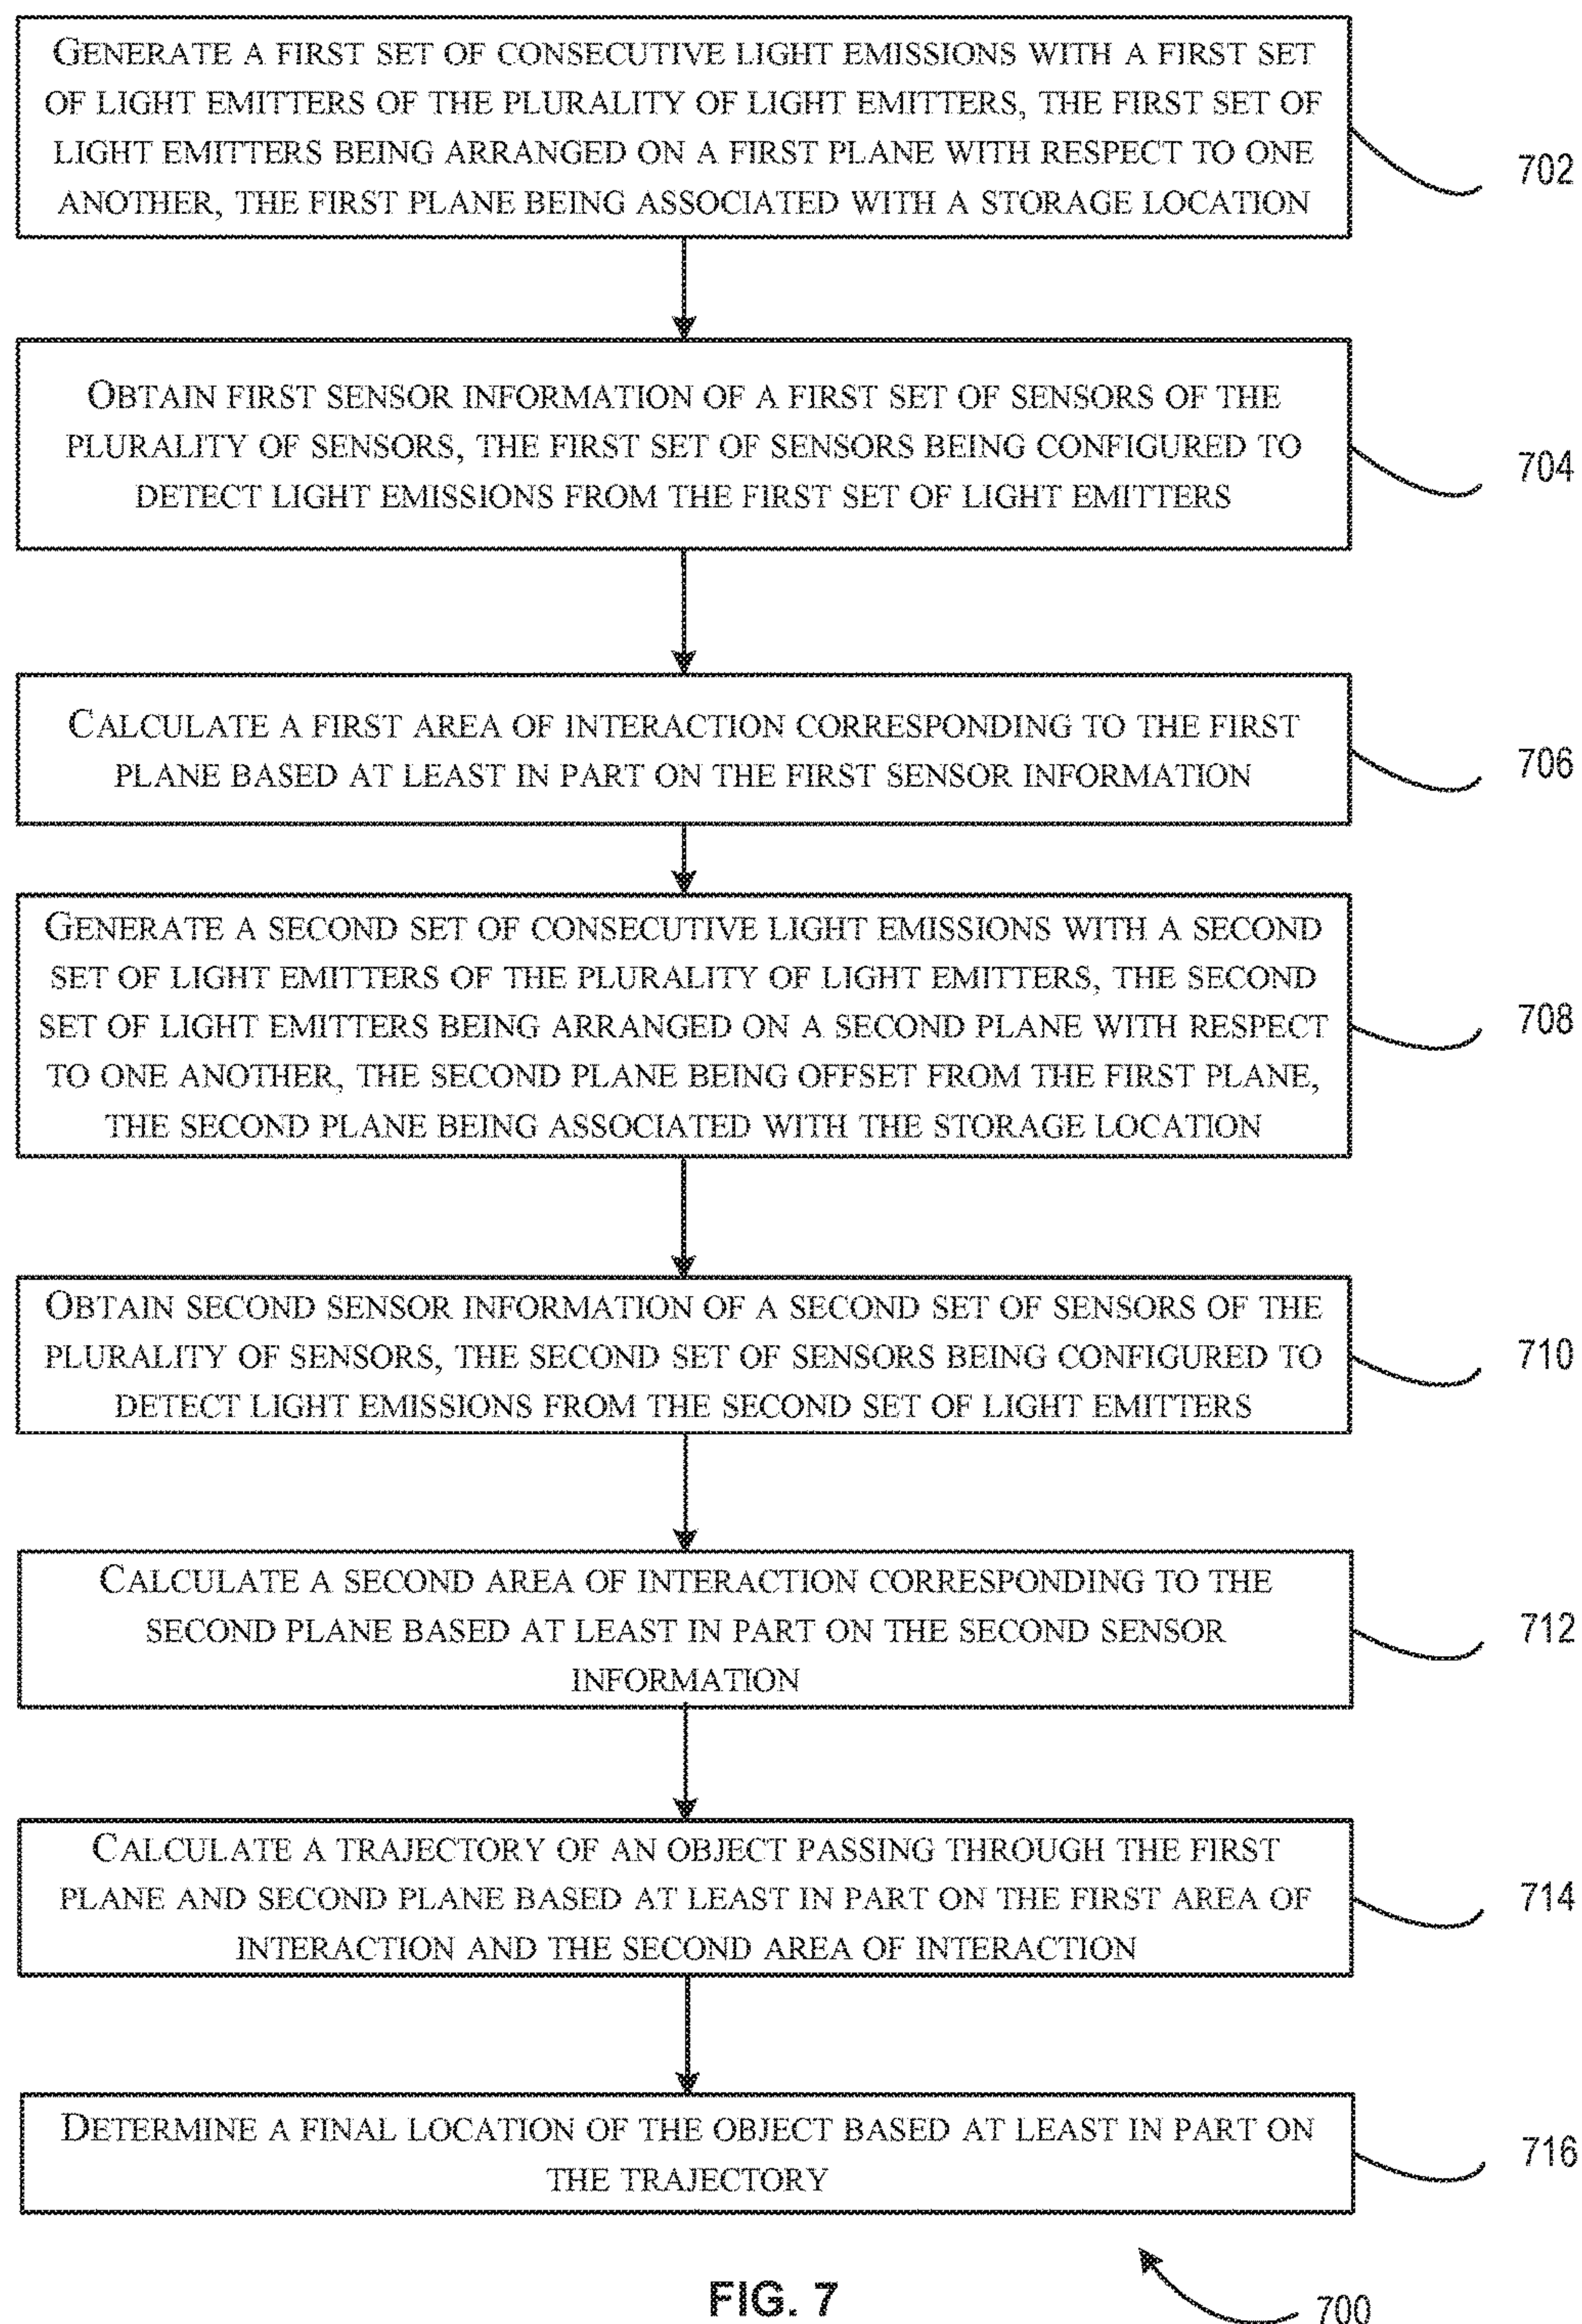 GENERATE A FIRST SET OF CONSECUTIVE LIGHT EMISSIONS WITH A FIRST SET
OF LIGHT EMITTERS OF THE PLURALITY OF LIGHT EMITTERS, THE FIRST SET OF
LIGHT EMITTERS BEING ARRANGED ON A FIRST PLANE WITH RESPECT TO ONE
ANOTHER, THE FIRST PLANE BEING ASSOCIATED WITH A STORAGE LOCATION
702
OBTAIN FIRST SENSOR INFORMATION OF A FIRST SET OF SENSORS OF THE
PLURALITY OF SENSORS, THE FIRST SET OF SENSORS BEING CONFIGURED TO
DETECT LIGHT EMISSIONS FROM THE FIRST SET OF LIGHT EMITTERS
704
CALCULATE A FIRST AREA OF INTERACTION CORRESPONDING TO THE FIRST
PLANE BASED AT LEAST IN PART ON THE FIRST SENSOR INFORMATION
706
GENERATE A SECOND SET OF CONSECUTIVE LIGHT EMISSIONS WITH A SECOND
SET OF LIGHT EMITTERS OF THE PLURALITY OF LIGHT EMITTERS, THE SECOND
SET OF LIGHT EMITTERS BEING ARRANGED ON A SECOND PLANE WITH RESPECT
TO ONE ANOTHER, THE SECOND PLANE BEING OFFSET FROM THE FIRST PLANE,
THE SECOND PLANE BEING ASSOCIATED WITH THE STORAGE LOCATION
708
OBTAIN SECOND SENSOR INFORMATION OF A SECOND SET OF SENSORS OF THE
PLURALITY OF SENSORS, THE SECOND SET OF SENSORS BEING CONFIGURED TO
DETECT LIGHT EMISSIONS FROM THE SECOND SET OF LIGHT EMITTERS
710
CALCULATE A SECOND AREA OF INTERACTION CORRESPONDING TO THE
SECOND PLANE BASED AT LEAST IN PART ON THE SECOND SENSOR
INFORMATION
712
CALCULATE A TRAJECTORY OF AN OBJECT PASSING THROUGH THE FIRST
PLANE AND SECOND PLANE BASED AT LEAST IN PART ON THE FIRST AREA OF
INTERACTION AND THE SECOND AREA OF INTERACTION
714
DETERMINE A FINAL LOCATION OF THE OBJECT BASED AT LEAST IN PART ON
THE TRAJECTORY
716
FIG. 7
700